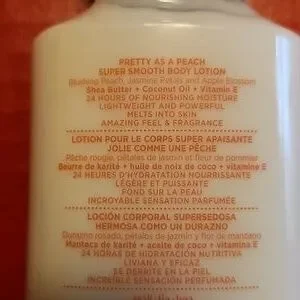 PRETTY AS A PEACH
SUPER SMOOTH BODY LOTION
Blushing Peach, Jasmine Petals and Apple Blossom
Shea Butter + Coconut Oil + Vitamin E
24 HOURS OF NOURISHING MOISTURE
LIGHTWEIGHT AND POWERFUL
MELTS INTO SKIN
AMAZING FEEL & FRAGRANCE
LOTION POUR LE CORPS SUPER APAISANTE
JOLIE COMME UNE PÊCHE
Pêche rougie, pétales de jasmin et fleur de pommier
Beurre de karité + huile de noix de coco + vitamine E
24 HEURES D'HYDRATATION NOURRISSANTE
LÉGÈRE ET PUISSANTE
FOND SUR LA PEAU
INCROYABLE SENSATION PARFUMÉE
LOCIÓN CORPORAL SUPERSEDOSA
HERMOSA COMO UN DURAZNO
Durazno rosado, pétalos de jazmín y flor de manzano
Manteca de karité + aceite de coco + vitamina E
24 HORAS DE HIDRATACIÓN NUTRITIVA
LIVIANA Y EFICAZ
SE DERRITE EN LA PIEL
INCREÍBLE SENSACIÓN PERFUMADA